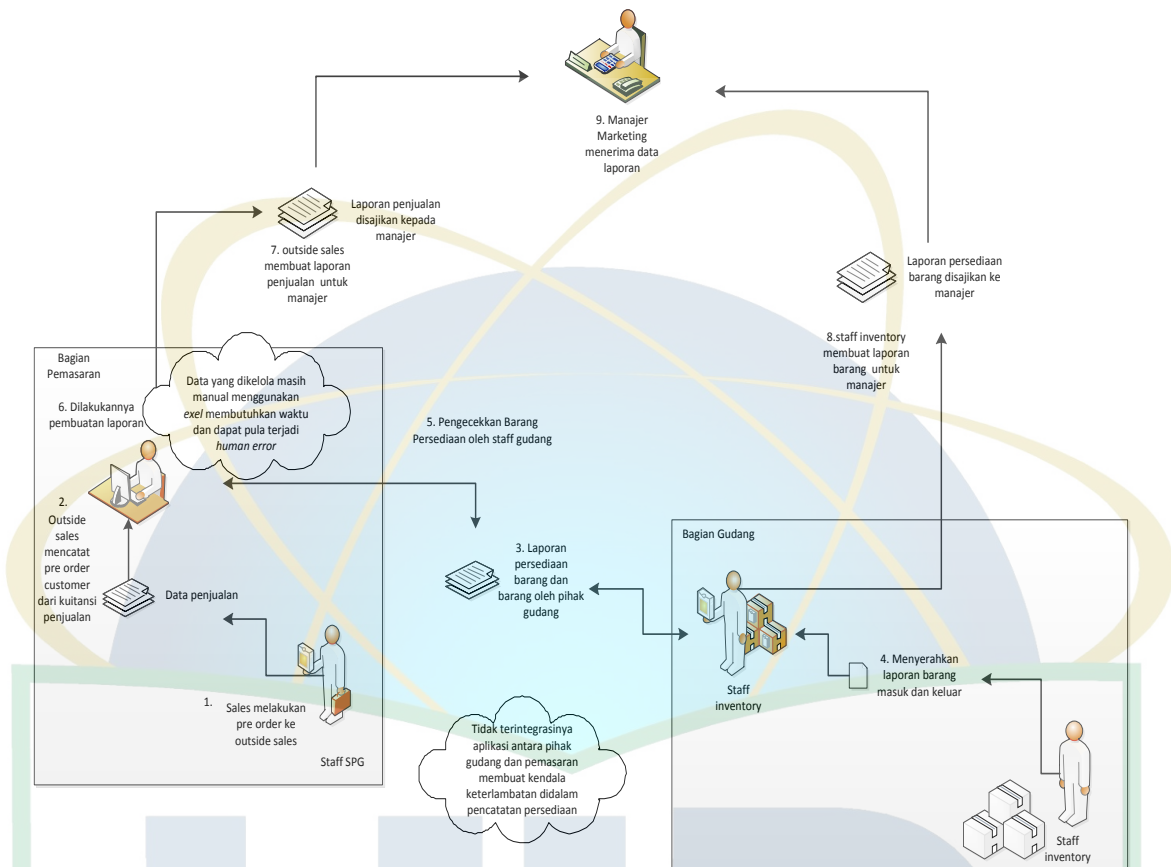 9. Manajer
Marketing
menerima data
laporan
Laporan penjualan
disajikan kepada
manajer
7. outside sales
membuat laporan
penjualan untuk
manajer
Laporan persediaan
barang disajikan ke
manajer
8.staff inventory
membuat laporan
barang untuk
manajer
Bagian
Pemasaran
6. Dilakukannya
pembuatan laporan
Data yang dikelola masih
manual menggunakan
exel membutuhkan waktu
dan dapat pula terjadi
human error
5. Pengecekkan Barang
Persediaan oleh staff gudang
2.
Outside
sales
mencatat
pre order
customer
dari kuitansi
penjualan
Data penjualan
1.
Sales melakukan
pre order ke
outside sales
Staff SPG
3. Laporan
persediaan
barang dan
barang oleh pihak
gudang
Tidak terintegrasinya
aplikasi antara pihak
gudang dan pemasaran
membuat kendala
keterlambatan didalam
pencatatan persediaan
Bagian Gudang
Staff
inventory
4. Menyerahkan
laporan barang
masuk dan keluar
Staff
inventory